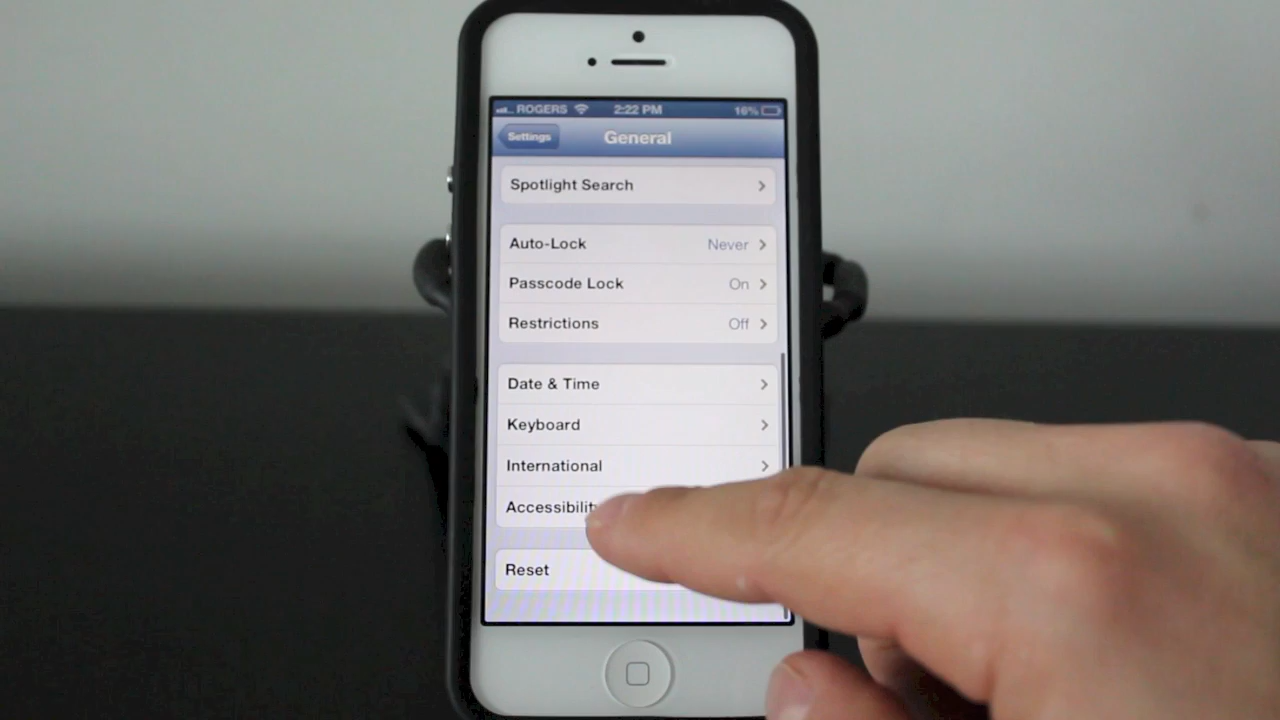 ROGERS 2:22 PM 16%
Settings General
Spotlight Search
Auto-Lock Never
Passcode Lock On
Restrictions Off
Date & Time
Keyboard
International
Accessibilit
Reset